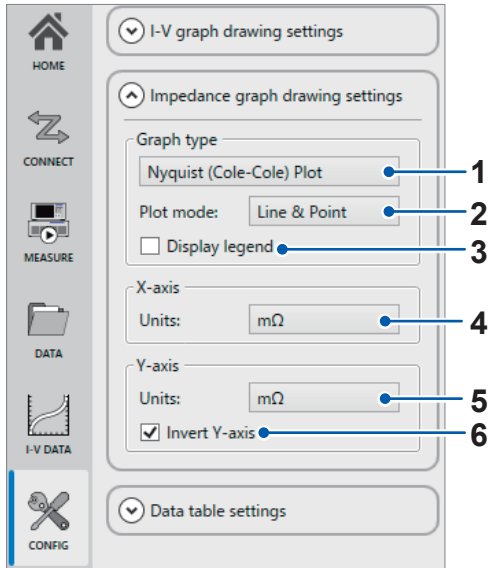 HOME
CONNECT
MEASURE
DATA
I-V DATA
CONFIG
I-V graph drawing settings
Impedance graph drawing settings
Graph type
Nyquist (Cole-Cole) Plot
1
Plot mode: Line & Point
2
Display legend
3
X-axis
Units: mΩ
4
Y-axis
Units: mΩ
5
Invert Y-axis
6
Data table settings